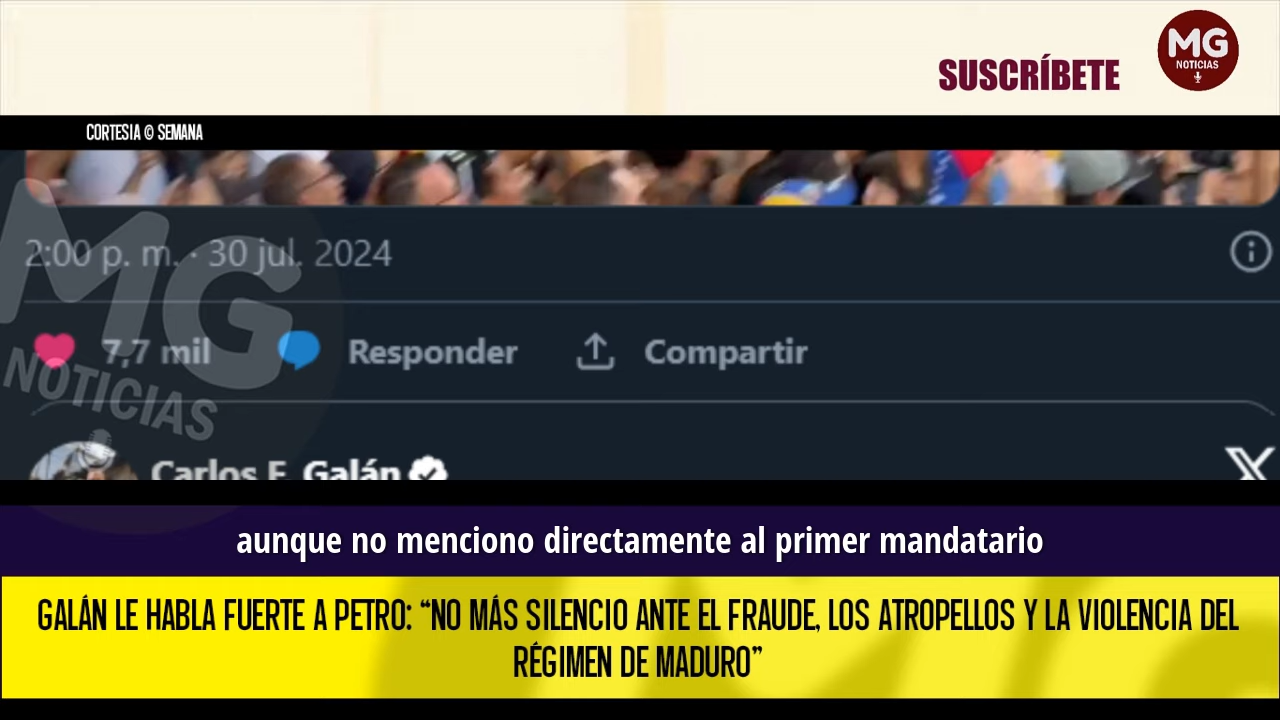 SUSCRÍBETE
MG
NOTICIAS
CORTESIA © SEMANA
2:00 p. m. · 30 jul. 2024
7,7 mil
Responder
Compartir
MG
NOTICIAS
Carlos F. Galán
aunque no menciono directamente al primer mandatario
GALÁN LE HABLA FUERTE A PETRO: “NO MÁS SILENCIO ANTE EL FRAUDE, LOS ATROPELLOS Y LA VIOLENCIA DEL
RÉGIMEN DE MADURO”